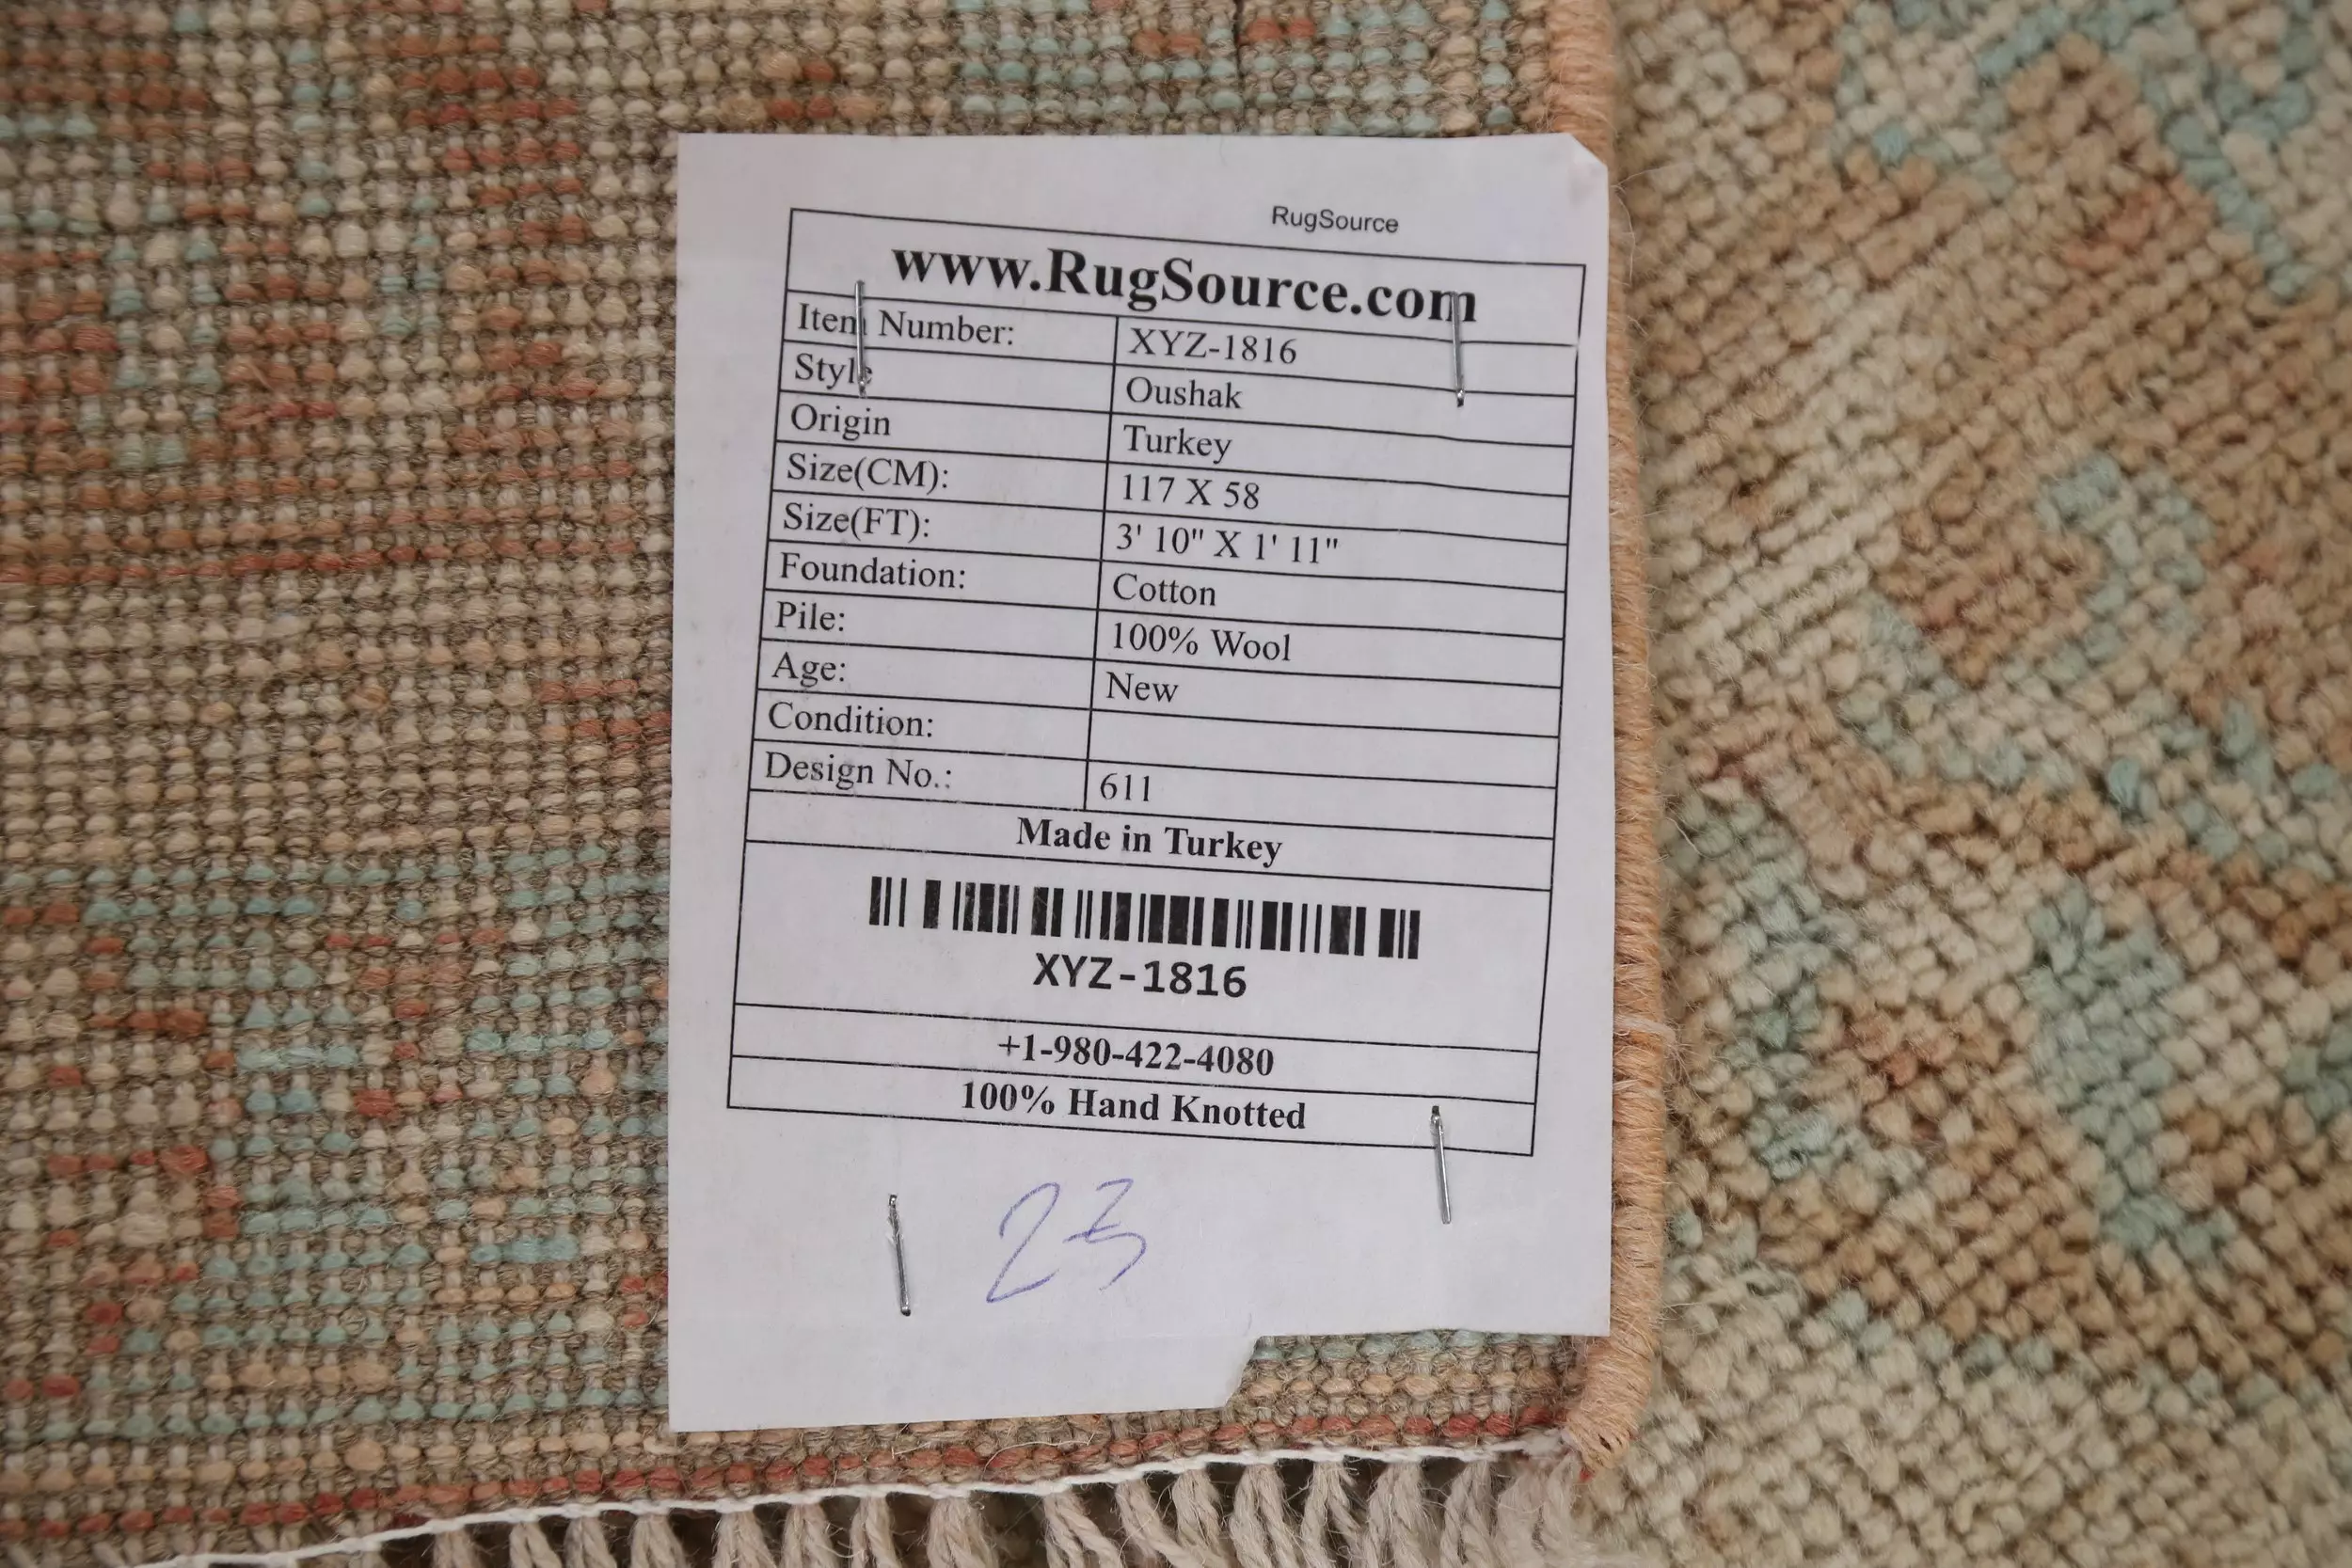 RugSource
www.RugSource.com
Item Number: XYZ-1816
Style Oushak
Origin Turkey
Size(CM): 117 X 58
Size(FT): 3' 10" X 1' 11"
Foundation: Cotton
Pile: 100% Wool
Age: New
Condition:
Design No.: 611
Made in Turkey
XYZ-1816
+1-980-422-4080
100% Hand Knotted
23